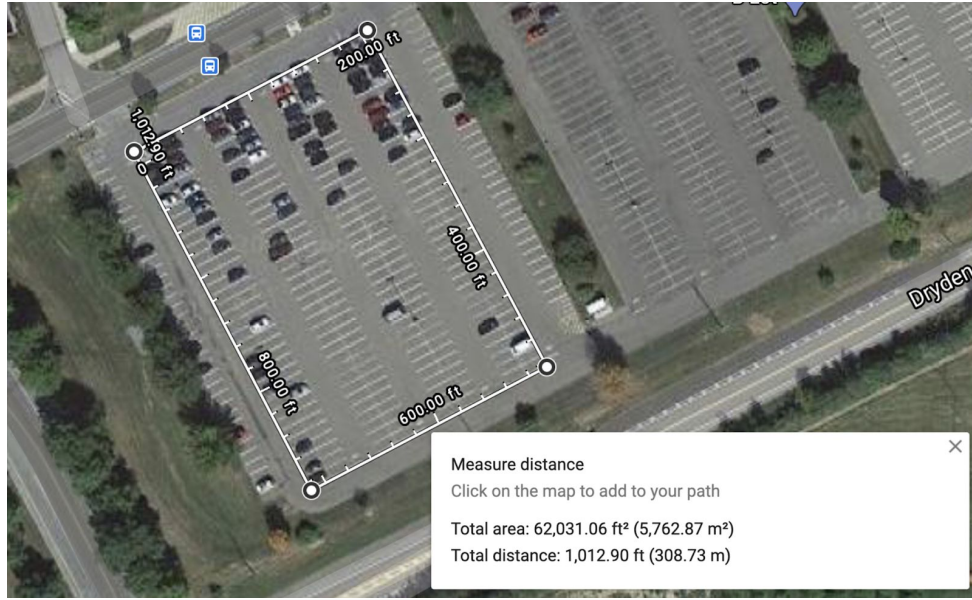 200.00 ft
1,012.90 ft
0
400.00 ft
Dryden
800.00 ft
600.00 ft
Measure distance
Click on the map to add to your path
Total area: 62,031.06 ft² (5,762.87 m²)
Total distance: 1,012.90 ft (308.73 m)